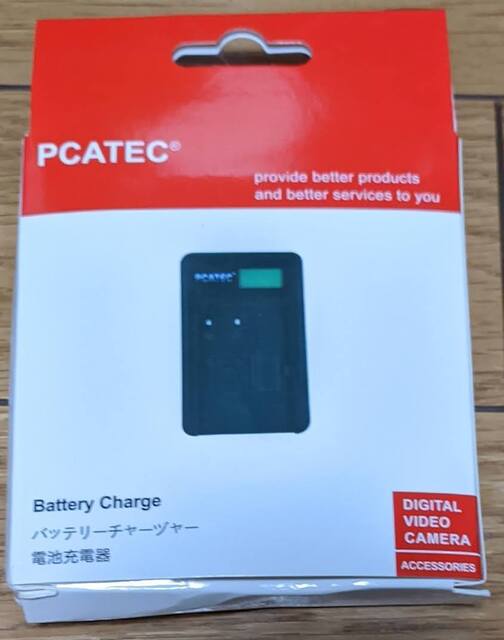 PCATEC®
provide better products
and better services to you
PCATEC™
Battery Charge
バッテリーチャーヅャー
電池充電器
DIGITAL
VIDEO
CAMERA
ACCESSORIES